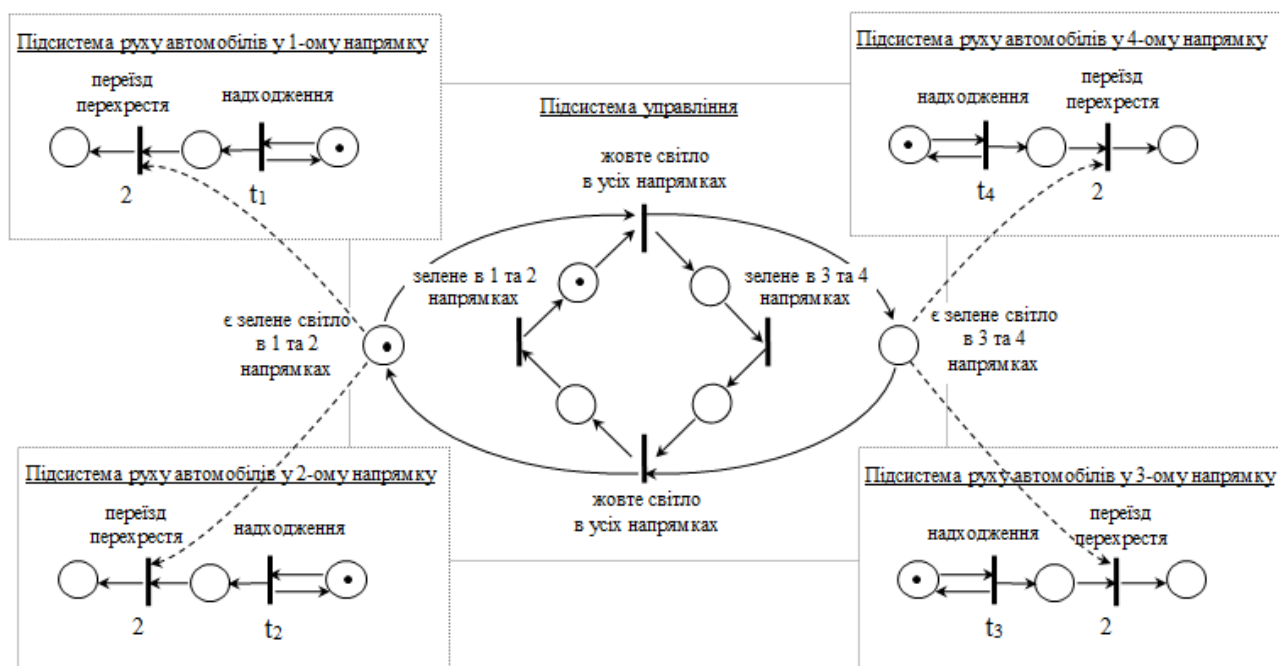 Підсистема руху автомобілів у 1-ому напрямку
переїзд
перехрестя
надходження
2
t1
Підсистема руху автомобілів у 4-ому напрямку
надходження
переїзд
перехрестя
t4
2
Підсистема управління
жовте світло
в усіх напрямках
зелене в 1 та 2
напрямках
зелене в 3 та 4
напрямках
є зелене світло
в 1 та 2
напрямках
є зелене світло
в 3 та 4
напрямках
жовте світло
в усіх напрямках
Підсистема руху автомобілів у 2-ому напрямку
переїзд
перехрестя
надходження
2
t2
Підсистема руху автомобілів у 3-ому напрямку
надходження
переїзд
перехрестя
t3
2